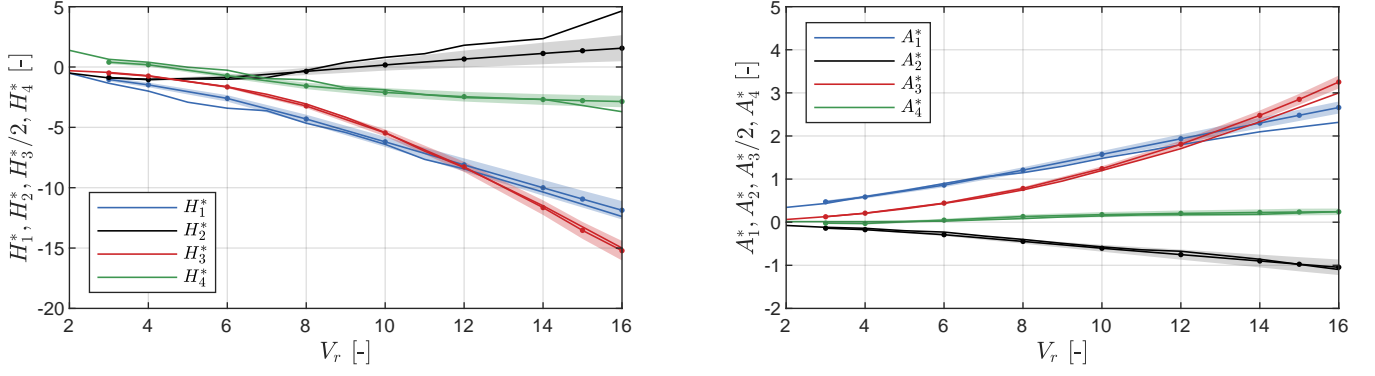 H₁*, H₂*, H₃*/2, H₄* [-]
5
0
-5
-10
-15
-20
H₁*
H₂*
H₃*
H₄*
2 4 6 8 10 12 14 16
Vᵣ [-]
A₁*, A₂*, A₃*/2, A₄* [-]
5
4
3
2
1
0
-1
-2
A₁*
A₂*
A₃*
A₄*
2 4 6 8 10 12 14 16
Vᵣ [-]